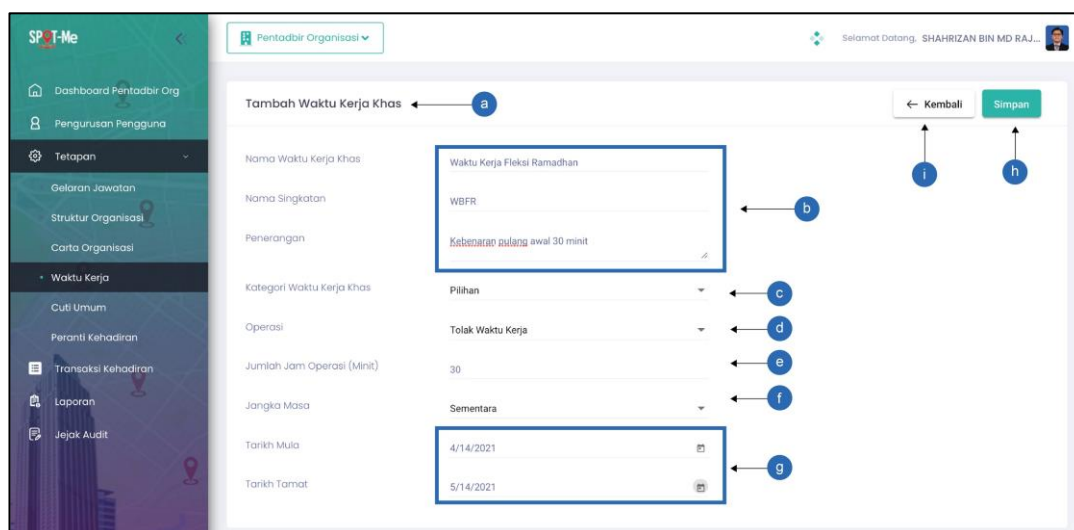 SPOT-Me
Pentadbir Organisasi
Selamat Datang, SHAHRIZAN BIN MD RAJ...
Dashboard Pentadbir Org
Pengurusan Pengguna
Tetapan
Gelaran Jawatan
Struktur Organisasi
Carta Organisasi
Waktu Kerja
Cuti Umum
Peranti Kehadiran
Transaksi Kehadiran
Laporan
Jejak Audit
Tambah Waktu Kerja Khas
a
← Kembali
Simpan
i
h
Nama Waktu Kerja Khas
Waktu Kerja Fleksi Ramadhan
Nama Singkatan
WBFR
b
Penerangan
Kebenaran pulang awal 30 minit
Kategori Waktu Kerja Khas
Pilihan
c
Operasi
Tolak Waktu Kerja
d
Jumlah Jam Operasi (Minit)
30
e
Jangka Masa
Sementara
f
Tarikh Mula
4/14/2021
g
Tarikh Tamat
5/14/2021